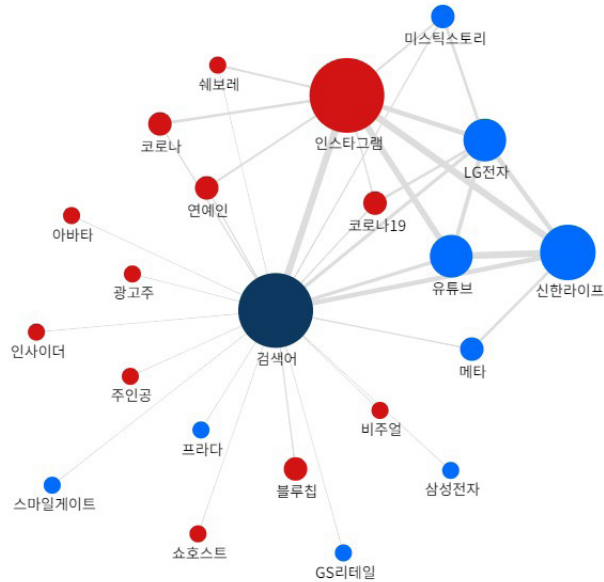 미스틱스토리
쉐보레
인스타그램
코로나
LG전자
연예인
코로나19
아바타
광고주
유튜브
신한라이프
인사이더
검색어
메타
주인공
비주얼
프라다
스마일게이트
블루칩
삼성전자
쇼호스트
GS리테일